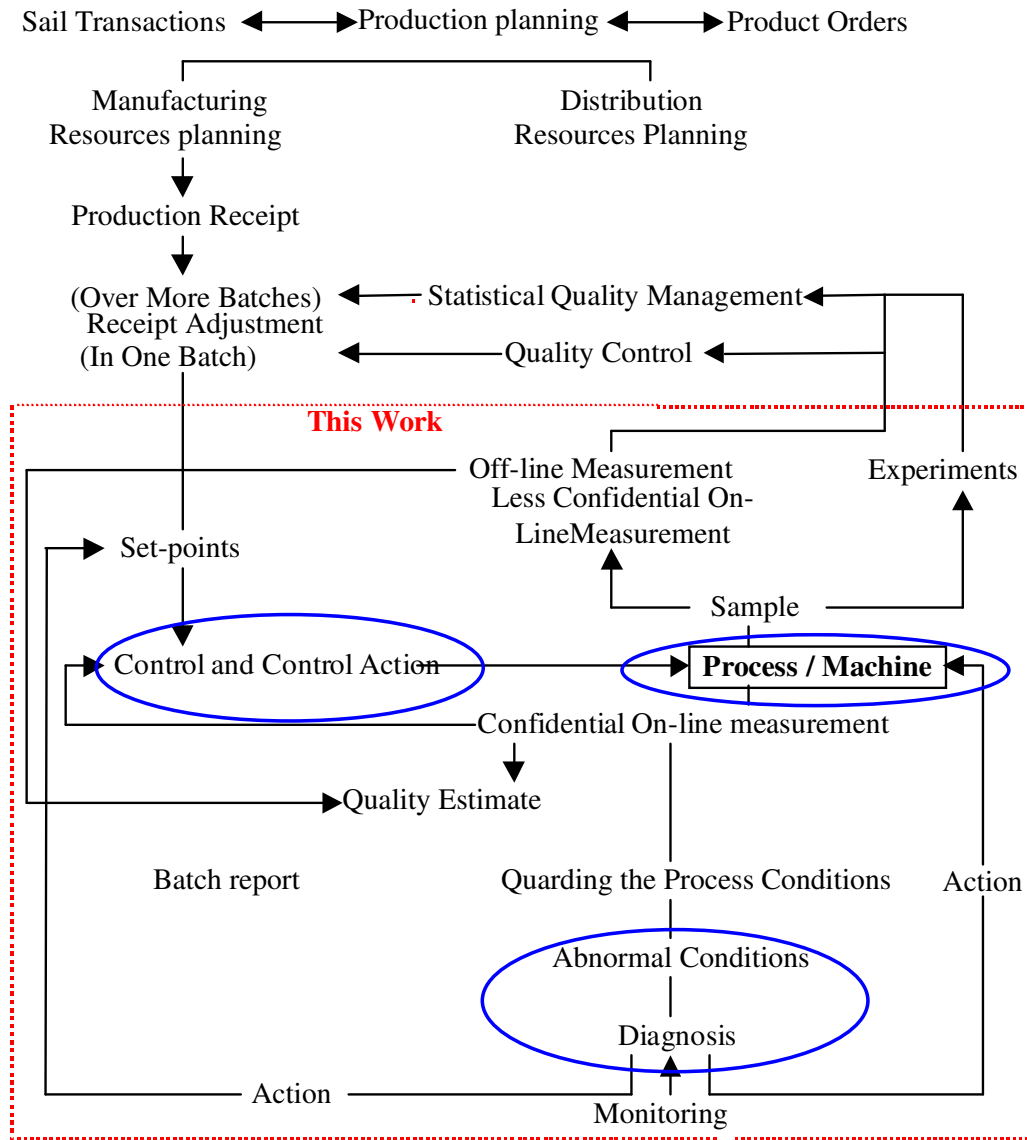 Sail Transactions Production planning Product Orders
Manufacturing
Resources planning
Distribution
Resources Planning
Production Receipt
(Over More Batches)
Receipt Adjustment
(In One Batch)
Statistical Quality Management
Quality Control
This Work
Off-line Measurement
Less Confidential On-
LineMeasurement
Experiments
Set-points
Sample
Control and Control Action
Process / Machine
Confidential On-line measurement
Quality Estimate
Batch report
Quarding the Process Conditions
Action
Abnormal Conditions
Diagnosis
Action
Monitoring